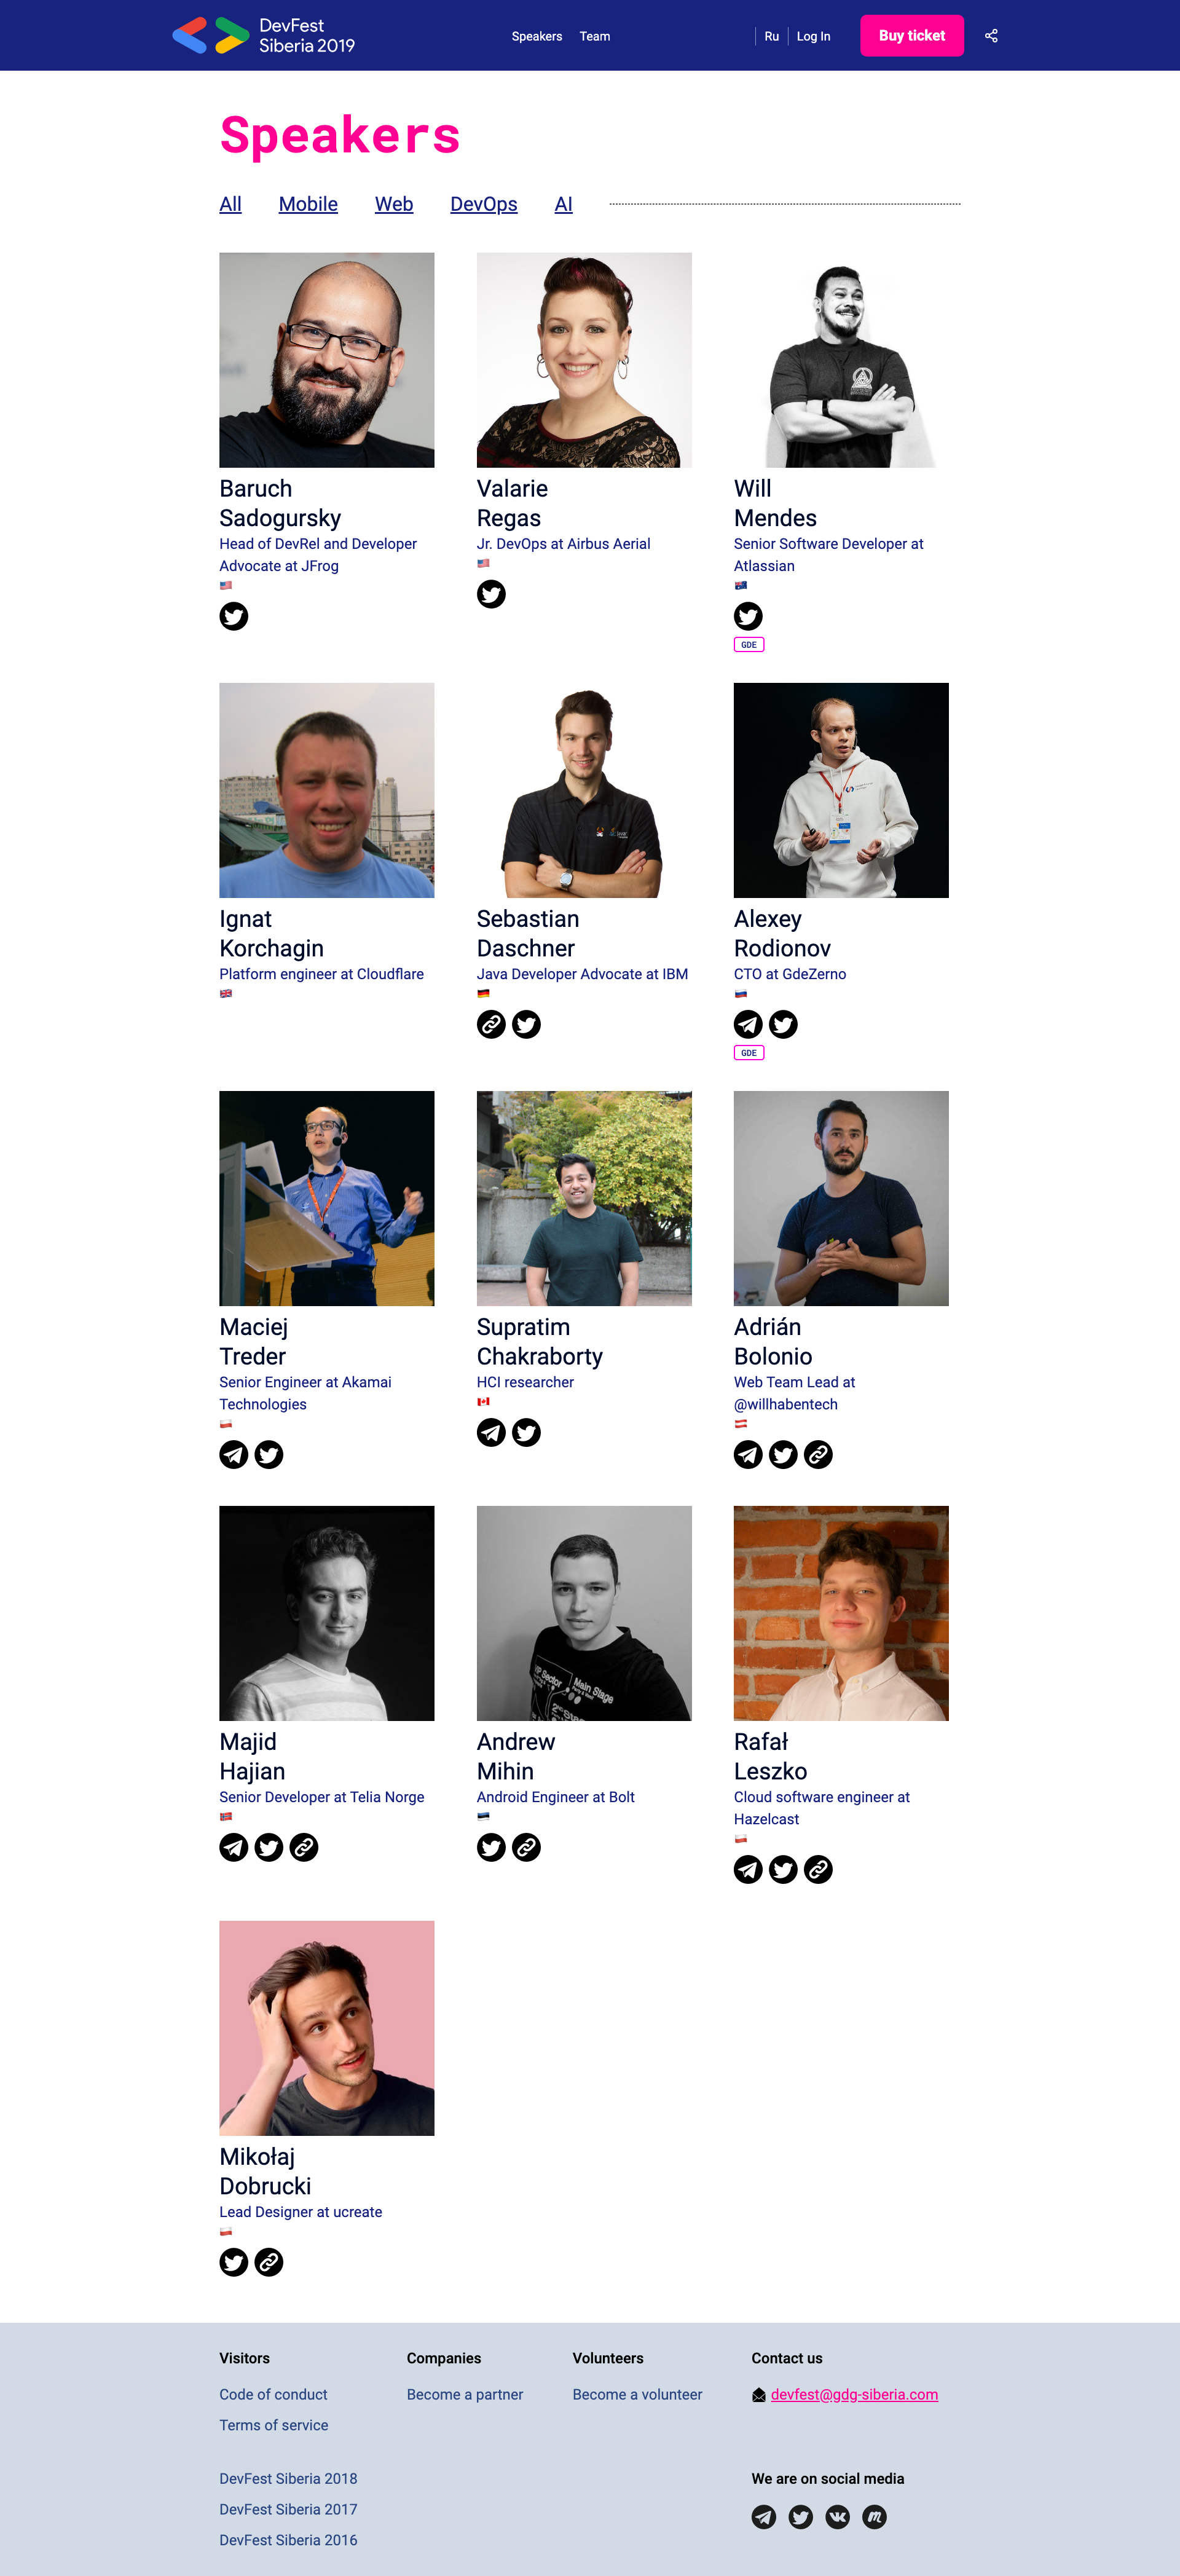 DevFest
Siberia 2019
Speakers Team
Ru Log In
Buy ticket
Speakers
All Mobile Web DevOps AI
Baruch
Sadogursky
Head of DevRel and Developer
Advocate at JFrog
Valarie
Regas
Jr. DevOps at Airbus Aerial
Will
Mendes
Senior Software Developer at
Atlassian
GDE
Ignat
Korchagin
Platform engineer at Cloudflare
Sebastian
Daschner
Java Developer Advocate at IBM
Alexey
Rodionov
CTO at GdeZerno
GDE
Maciej
Treder
Senior Engineer at Akamai
Technologies
Supratim
Chakraborty
HCI researcher
Adrián
Bolonio
Web Team Lead at
@willhabentech
Main Stage
Majid
Hajian
Senior Developer at Telia Norge
Andrew
Mihin
Android Engineer at Bolt
Rafał
Leszko
Cloud software engineer at
Hazelcast
Mikołaj
Dobrucki
Lead Designer at ucreate
Visitors
Code of conduct
Terms of service
DevFest Siberia 2018
DevFest Siberia 2017
DevFest Siberia 2016
Companies
Become a partner
Volunteers
Become a volunteer
Contact us
devfest@gdg-siberia.com
We are on social media